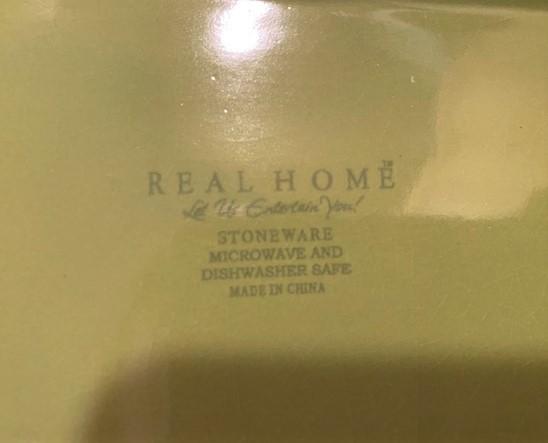 REAL HOME™
Let Us Entertain You!
STONEWARE
MICROWAVE AND
DISHWASHER SAFE
MADE IN CHINA